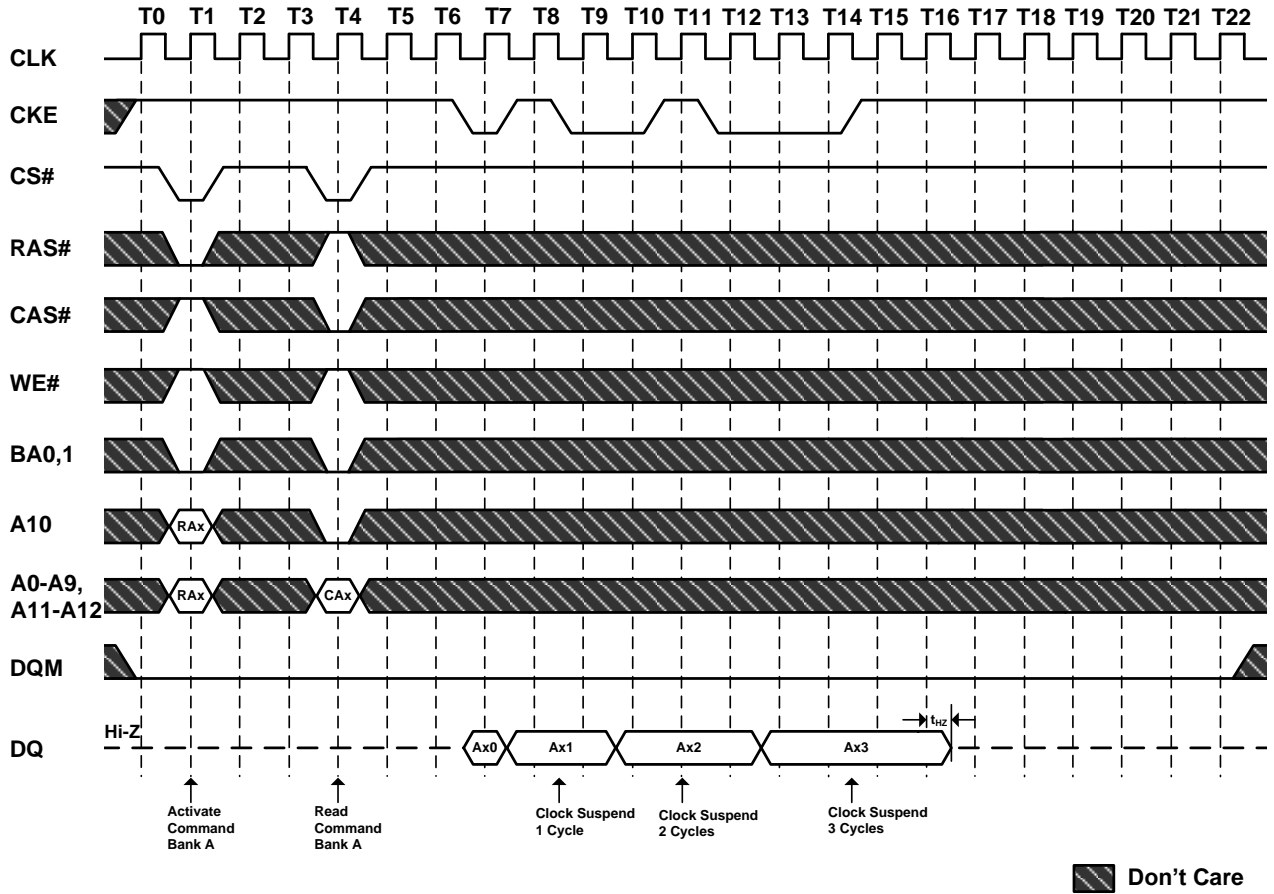 T0 T1 T2 T3 T4 T5 T6 T7 T8 T9 T10 T11 T12 T13 T14 T15 T16 T17 T18 T19 T20 T21 T22
CLK
CKE
CS#
RAS#
CAS#
WE#
BA0,1
A10
RAx
A0-A9,
A11-A12
RAx
CAx
DQM
DQ
Hi-Z
Ax0
Ax1
Ax2
Ax3
tHZ
Activate
Command
Bank A
Read
Command
Bank A
Clock Suspend
1 Cycle
Clock Suspend
2 Cycles
Clock Suspend
3 Cycles
Don't Care